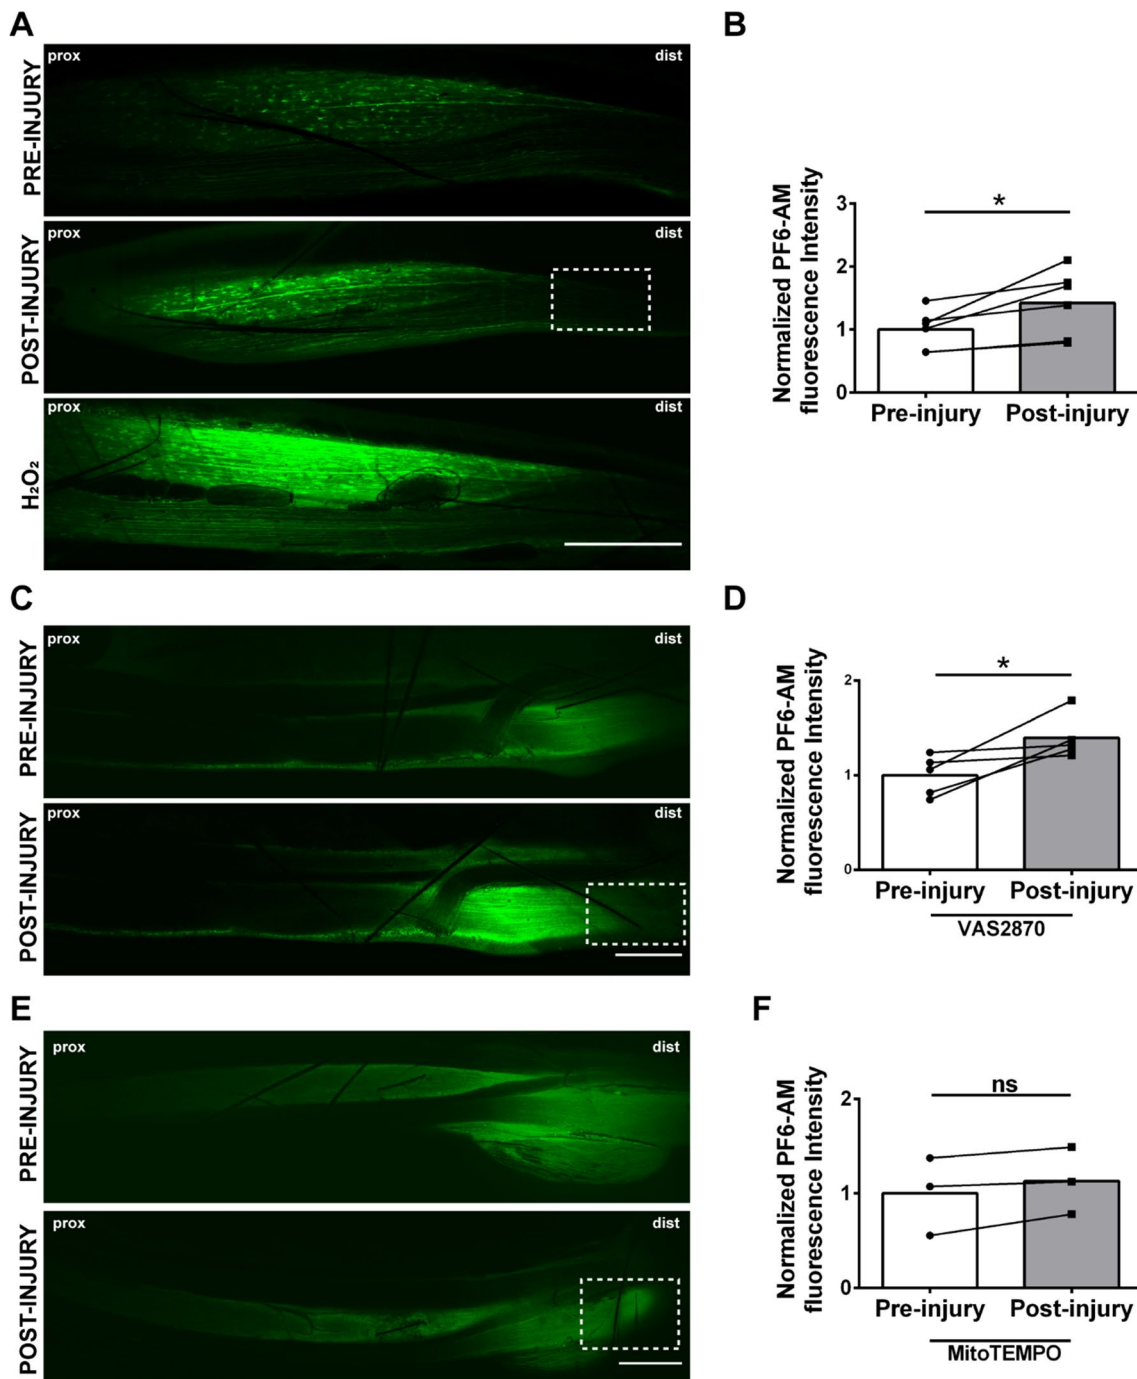 A
prox
dist
PRE-INJURY
prox
dist
POST-INJURY
prox
dist
H₂O₂
B
Normalized PF6-AM
fluorescence Intensity
3
2
1
0
*
Pre-injury
Post-injury
C
prox
dist
PRE-INJURY
prox
dist
POST-INJURY
D
Normalized PF6-AM
fluorescence Intensity
2
1
0
*
Pre-injury
Post-injury
VAS2870
E
prox
dist
PRE-INJURY
prox
dist
POST-INJURY
F
Normalized PF6-AM
fluorescence Intensity
2
1
0
ns
Pre-injury
Post-injury
MitoTEMPO